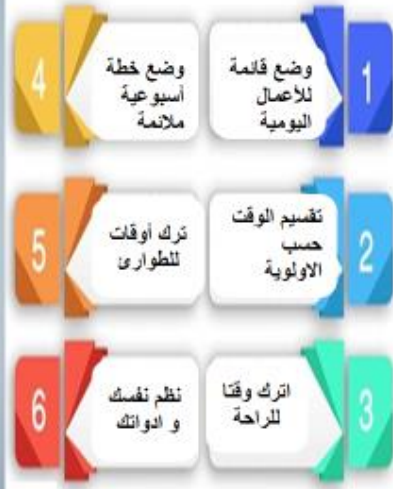 1
وضع قائمة
للأعمال
اليومية
2
تقسيم الوقت
حسب
الاولوية
3
اترك وقتا
للراحة
4
وضع خطة
أسبوعية
ملائمة
5
ترك أوقات
للطوارئ
6
نظم نفسك
و ادواتك